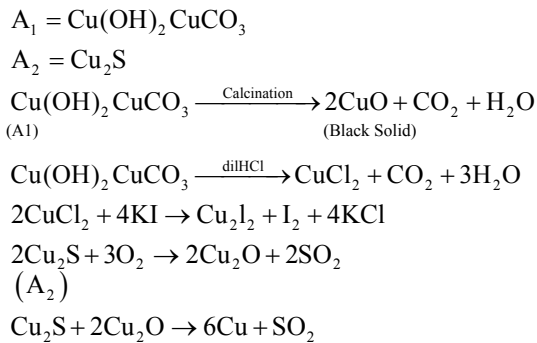 A₁ = Cu(OH)₂CuCO₃
A₂ = Cu₂S
Cu(OH)₂CuCO₃ —Calcination→ 2CuO + CO₂ + H₂O
(A1) (Black Solid)
Cu(OH)₂CuCO₃ —dilHCl→ CuCl₂ + CO₂ + 3H₂O
2CuCl₂ + 4KI → Cu₂l₂ + I₂ + 4KCl
2Cu₂S + 3O₂ → 2Cu₂O + 2SO₂
(A₂)
Cu₂S + 2Cu₂O → 6Cu + SO₂